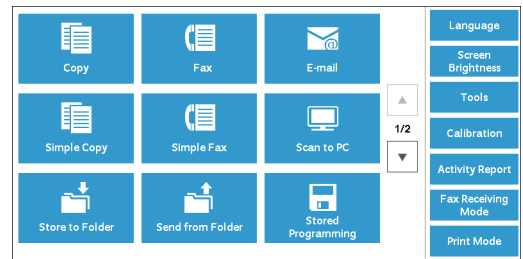 Copy
Fax
E-mail
Simple Copy
Simple Fax
Scan to PC
Store to Folder
Send from Folder
Stored
Programming
1/2
Language
Screen
Brightness
Tools
Calibration
Activity Report
Fax Receiving
Mode
Print Mode